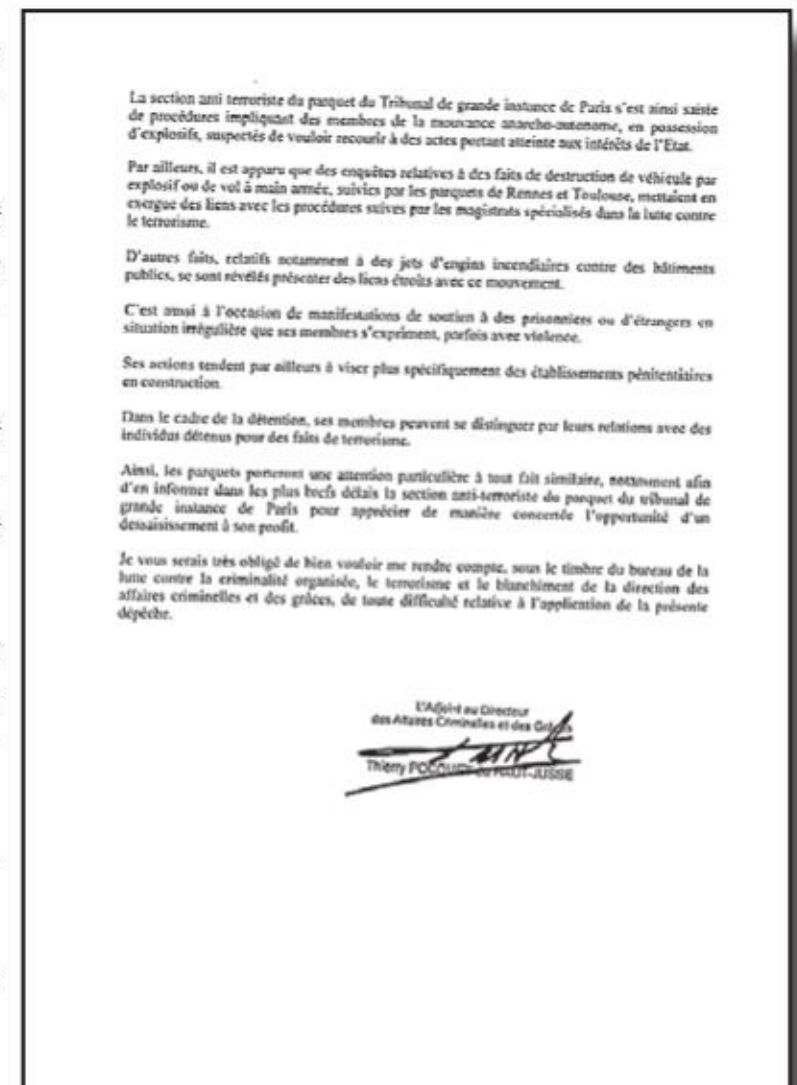 La section anti terroriste du parquet du Tribunal de grande instance de Paris s'est ainsi saisie
de procédures impliquant des membres de la mouvance anarcho-autonome, en possession
d'explosifs, suspectés de vouloir recourir à des actes portant atteinte aux intérêts de l'Etat.
Par ailleurs, il est apparu que des enquêtes relatives à des faits de destruction de véhicule par
explosif ou de vol à main armée, suivies par les parquets de Rennes et Toulouse, mettaient en
exergue des liens avec les procédures suives par les magistrats spécialisés dans la lutte contre
le terrorisme.
D'autres faits, relatifs notamment à des jets d'engins incendiaires contre des bâtiments
publics, se sont révélés présenter des liens étroits avec ce mouvement.
C'est aussi à l'occasion de manifestations de soutien à des prisonniers ou d'étrangers en
situation irrégulière que ses membres s'expriment, parfois avec violence.
Ses actions tendent par ailleurs à viser plus spécifiquement des établissements pénitentiaires
en construction.
Dans le cadre de la détention, ses membres peuvent se distinguer par leurs relations avec des
individus détenus pour des faits de terrorisme.
Ainsi, les parquets porteront une attention particulière à tout fait similaire, notamment afin
d'en informer dans les plus brefs délais la section anti-terroriste du parquet du tribunal de
grande instance de Paris pour apprécier de manière concertée l'opportunité d'un
dessaisissement à son profit.
Je vous serais très obligé de bien vouloir me rendre compte, sous le timbre du bureau de la
lutte contre la criminalité organisée, le terrorisme et le blanchiment de la direction des
affaires criminelles et des grâces, de toute difficulté relative à l'application de la présente
dépêche.
L'Adjoint au Directeur
des Affaires Criminelles et des Grâces
Thierry POCQUET du HAUT-JUSSE